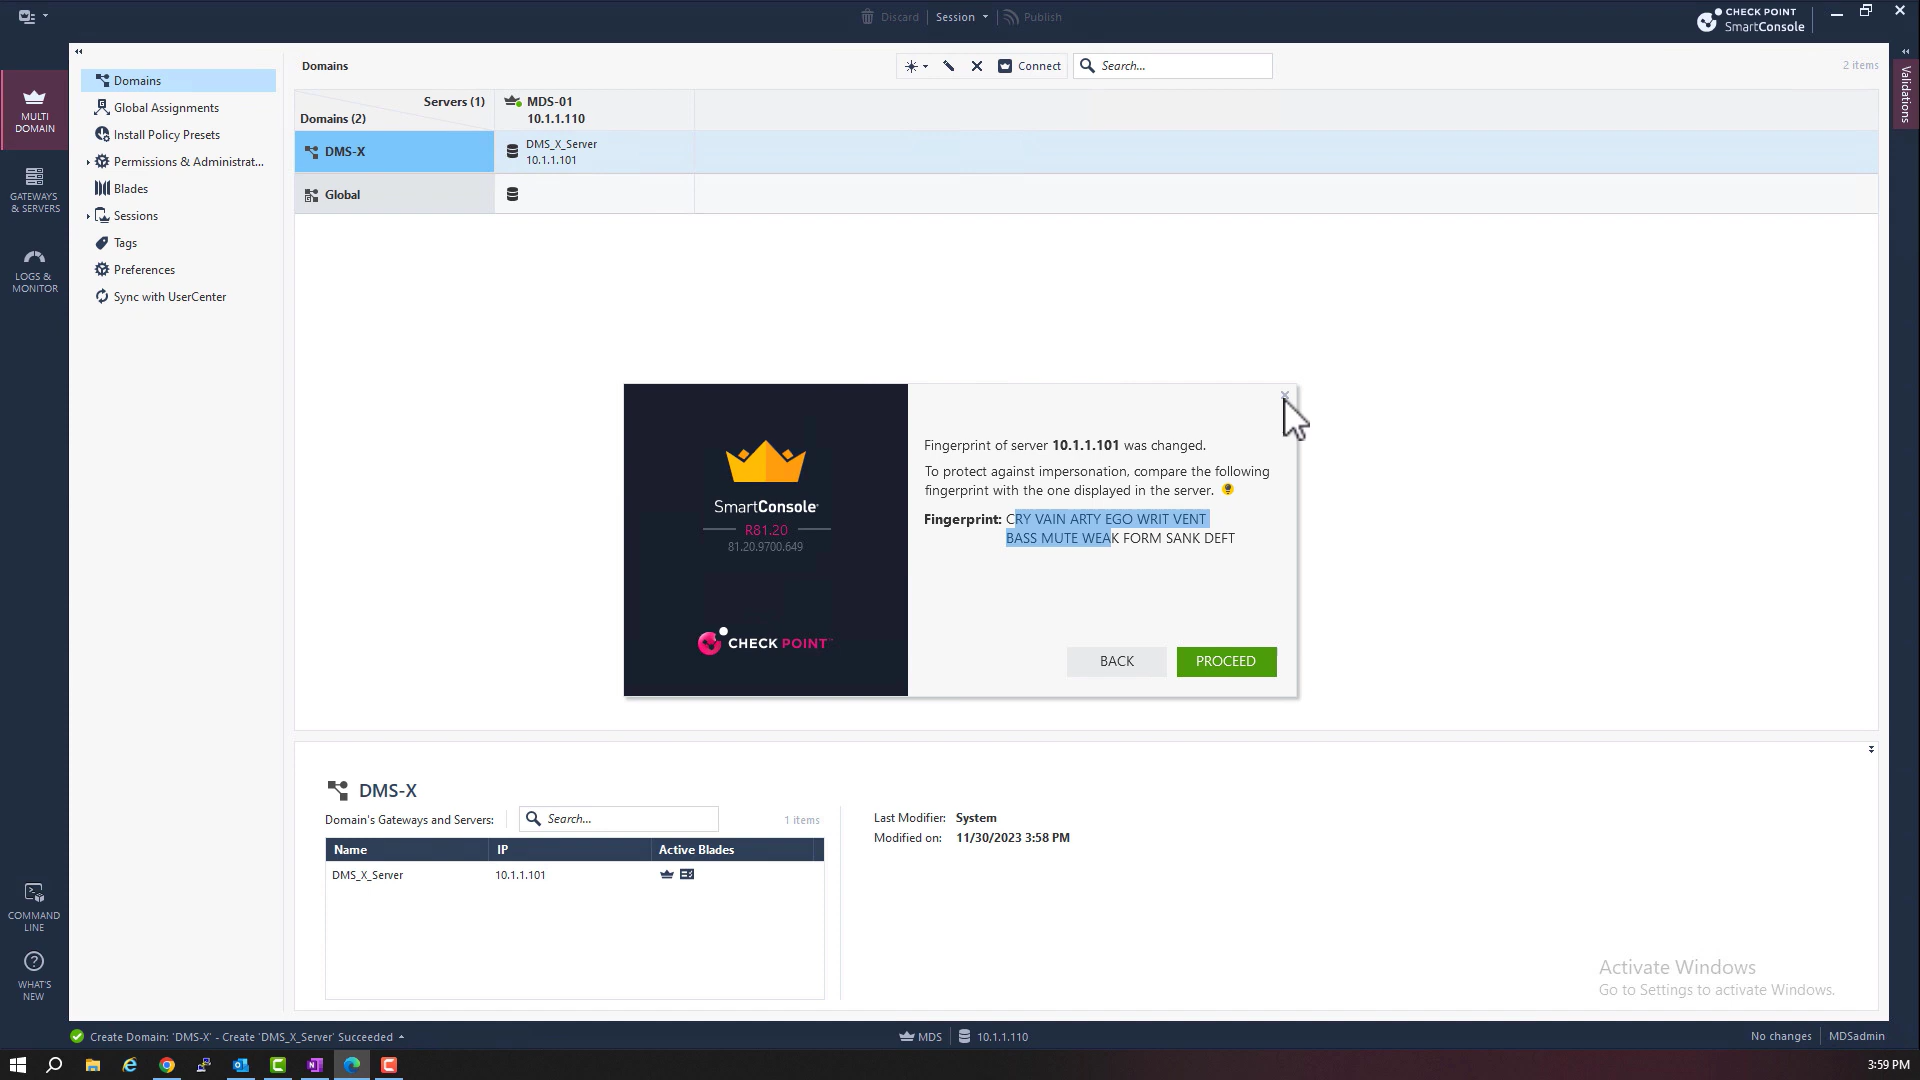 Discard
Session
Publish
CHECK POINT
SmartConsole
MULTI
DOMAIN
GATEWAYS
& SERVERS
LOGS &
MONITOR
COMMAND
LINE
WHAT'S
NEW
Domains
Global Assignments
Install Policy Presets
Permissions & Administrat...
Blades
Sessions
Tags
Preferences
Sync with UserCenter
Domains
Connect
Search...
2 items
Validations
Servers (1)
Domains (2)
MDS-01
10.1.1.110
DMS-X
DMS_X_Server
10.1.1.101
Global
SmartConsole
R81.20
81.20.9700.649
CHECK POINT
Fingerprint of server 10.1.1.101 was changed.
To protect against impersonation, compare the following
fingerprint with the one displayed in the server.
Fingerprint: CRY VAIN ARTY EGO WRIT VENT
BASS MUTE WEAK FORM SANK DEFT
BACK
PROCEED
DMS-X
Domain's Gateways and Servers:
Search...
1 items
Name IP Active Blades
DMS_X_Server 10.1.1.101
Last Modifier: System
Modified on: 11/30/2023 3:58 PM
Activate Windows
Go to Settings to activate Windows.
Create Domain: 'DMS-X' - Create 'DMS_X_Server' Succeeded
MDS
10.1.1.110
No changes
MDSadmin
3:59 PM